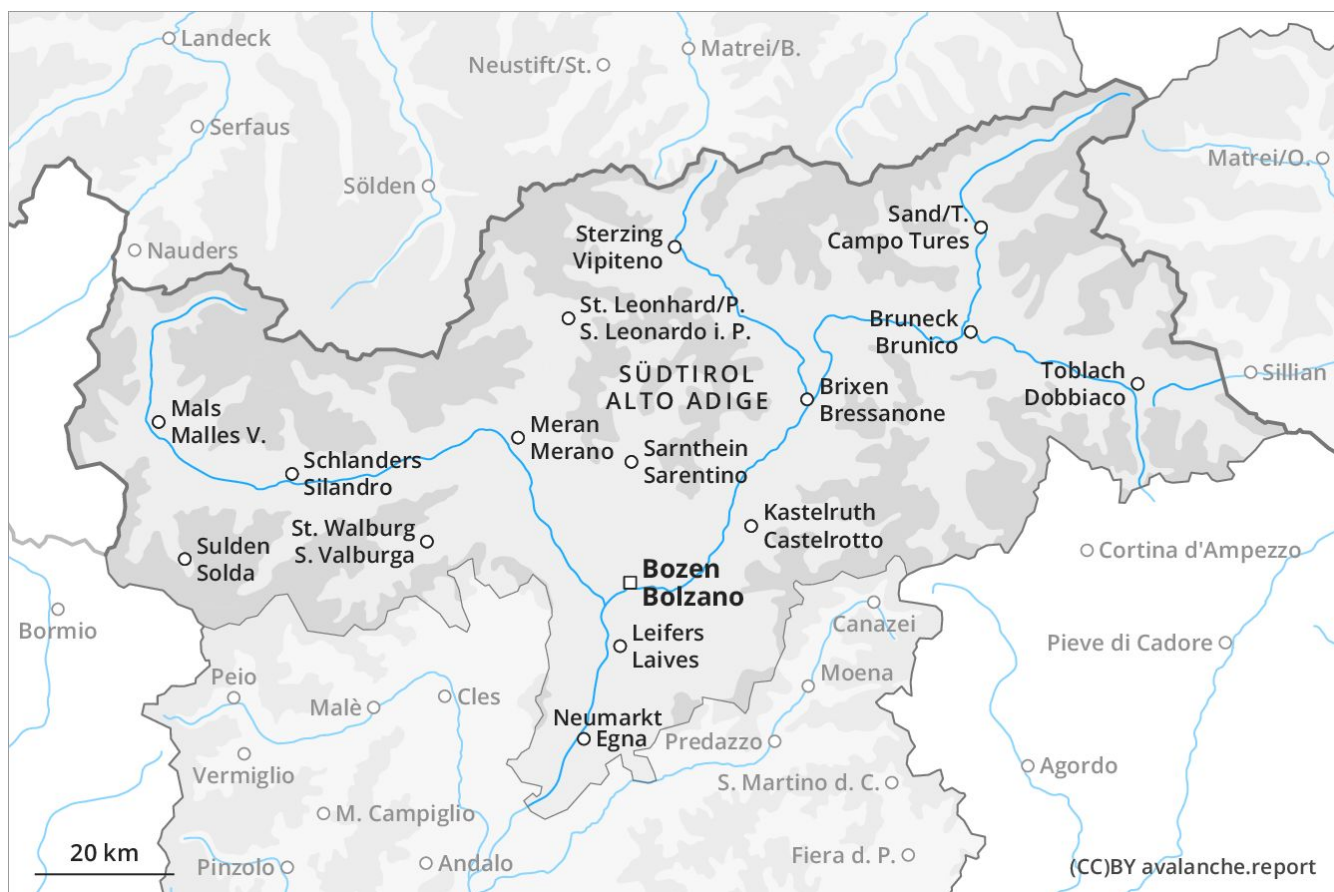 Landeck
Matrei/B.
Neustift/St.
Serfaus
Matrei/O.
Sölden
Nauders
Sand/T.
Campo Tures
Sterzing
Vipiteno
St. Leonhard/P.
S. Leonardo i. P.
Bruneck
Brunico
SÜDTIROL
ALTO ADIGE
Toblach
Dobbiaco
Sillian
Brixen
Bressanone
Mals
Malles V.
Meran
Merano
Sarnthein
Sarentino
Schlanders
Silandro
Kastelruth
Castelrotto
St. Walburg
S. Valburga
Sulden
Solda
Cortina d'Ampezzo
Bozen
Bolzano
Bormio
Canazei
Leifers
Laives
Pieve di Cadore
Peio
Moena
Malè
Cles
Neumarkt
Egna
Predazzo
Vermiglio
S. Martino d. C.
Agordo
M. Campiglio
20 km
Pinzolo
Andalo
Fiera d. P.
(CC)BY avalanche.report